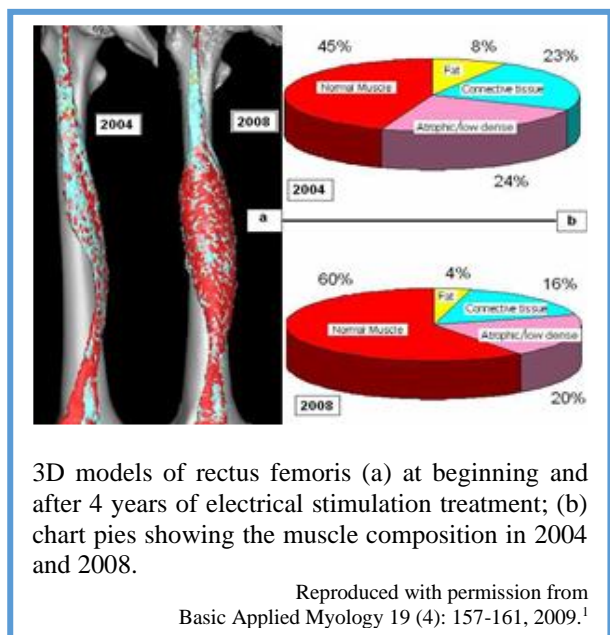 45%
8%
23%
Normal Muscle
Fat
Connective tissue
Atrophic/low dense
2004
2008
24%
2004
a
b
60%
4%
16%
Fat
Connective tissue
Normal Muscle
Atrophic/low dense
20%
2008
3D models of rectus femoris (a) at beginning and
after 4 years of electrical stimulation treatment; (b)
chart pies showing the muscle composition in 2004
and 2008.
Reproduced with permission from
Basic Applied Myology 19 (4): 157-161, 2009.¹